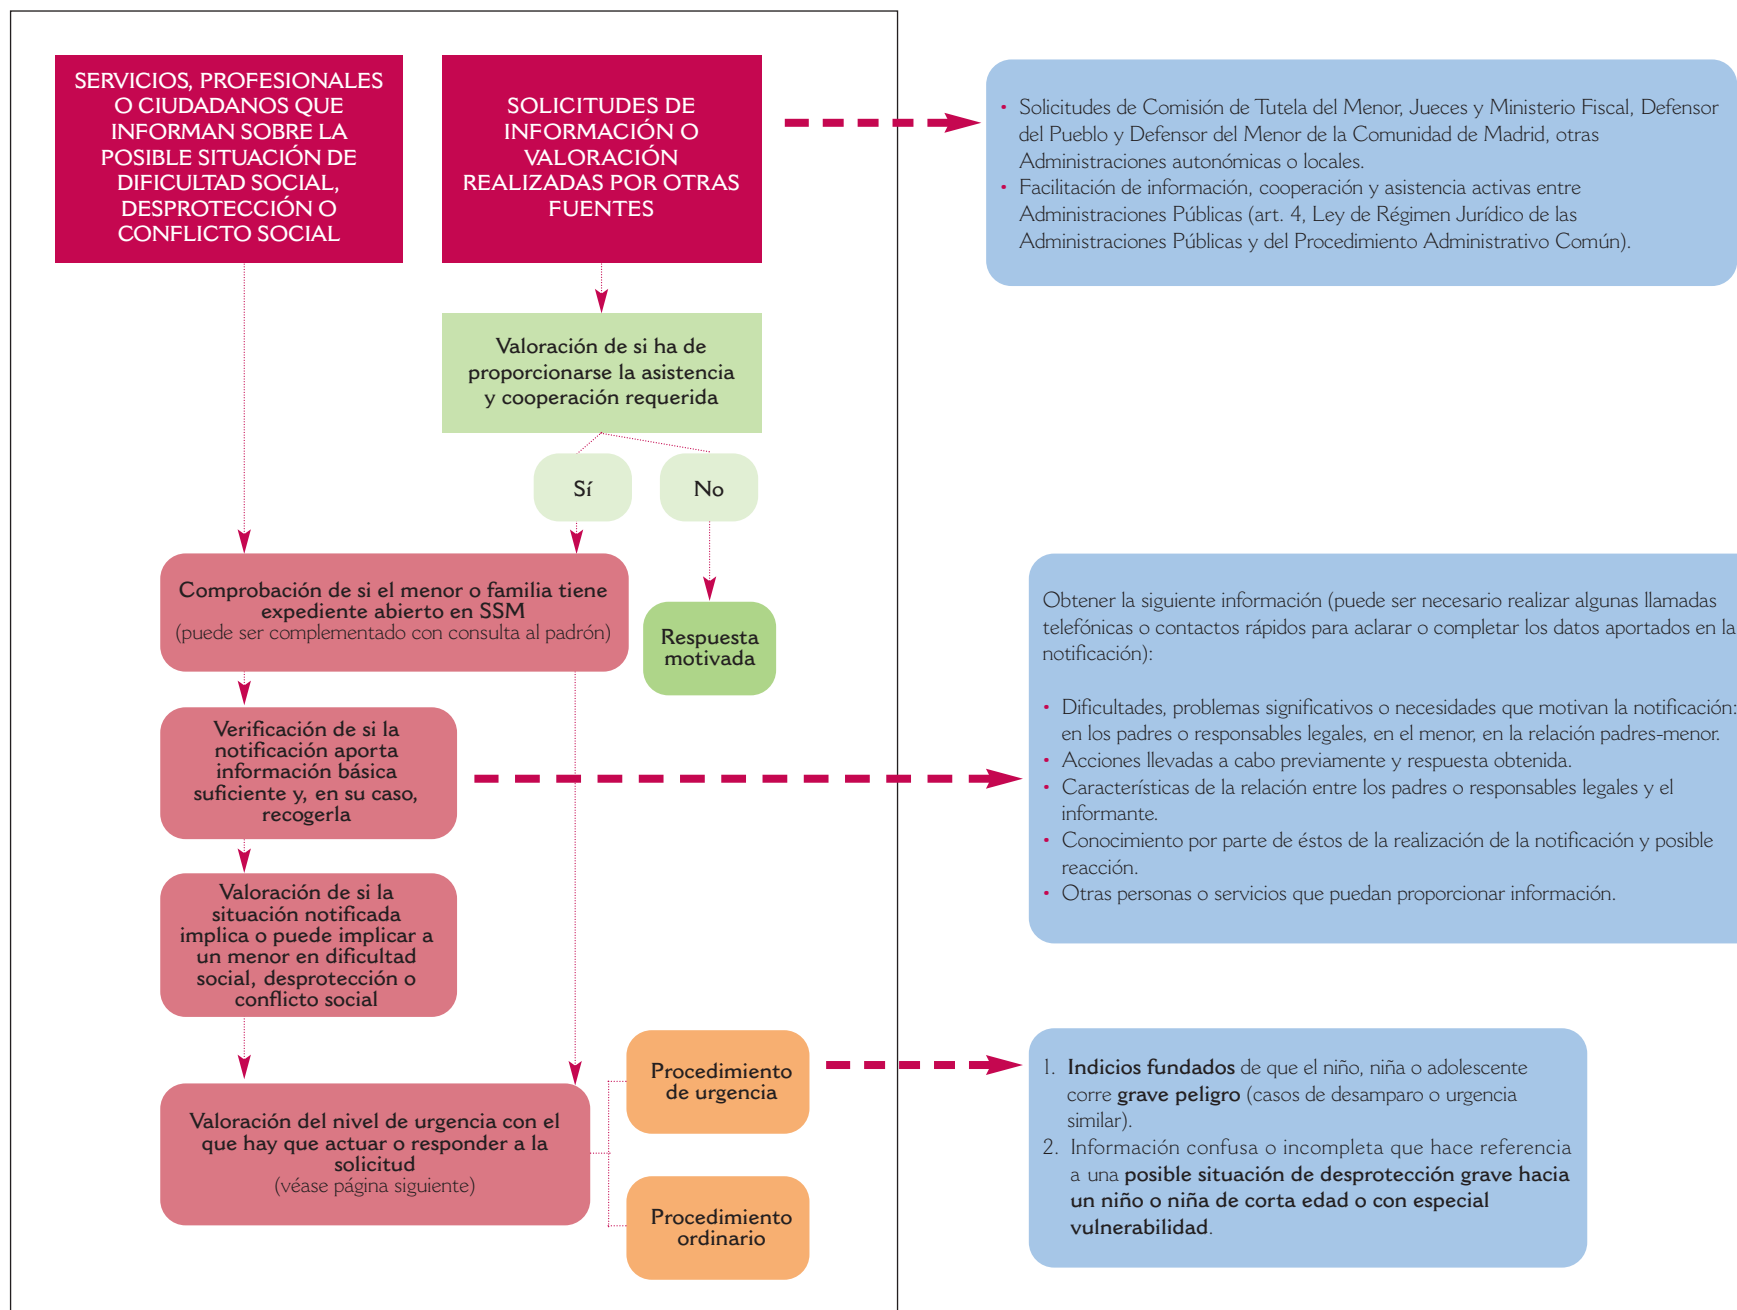 SERVICIOS, PROFESIONALES
O CIUDADANOS QUE
INFORMAN SOBRE LA
POSIBLE SITUACIÓN DE
DIFICULTAD SOCIAL,
DESPROTECCIÓN O
CONFLICTO SOCIAL
SOLICITUDES DE
INFORMACIÓN O
VALORACIÓN
REALIZADAS POR OTRAS
FUENTES
• Solicitudes de Comisión de Tutela del Menor, Jueces y Ministerio Fiscal, Defensor
del Pueblo y Defensor del Menor de la Comunidad de Madrid, otras
Administraciones autonómicas o locales.
• Facilitación de información, cooperación y asistencia activas entre
Administraciones Públicas (art. 4, Ley de Régimen Jurídico de las
Administraciones Públicas y del Procedimiento Administrativo Común).
Valoración de si ha de
proporcionarse la asistencia
y cooperación requerida
Sí
No
Comprobación de si el menor o familia tiene
expediente abierto en SSM
(puede ser complementado con consulta al padrón)
Respuesta
motivada
Obtener la siguiente información (puede ser necesario realizar algunas llamadas
telefónicas o contactos rápidos para aclarar o completar los datos aportados en la
notificación):
• Dificultades, problemas significativos o necesidades que motivan la notificación:
en los padres o responsables legales, en el menor, en la relación padres-menor.
• Acciones llevadas a cabo previamente y respuesta obtenida.
• Características de la relación entre los padres o responsables legales y el
informante.
• Conocimiento por parte de éstos de la realización de la notificación y posible
reacción.
• Otras personas o servicios que puedan proporcionar información.
Verificación de si la
notificación aporta
información básica
suficiente y, en su caso,
recogerla
Valoración de si la
situación notificada
implica o puede implicar a
un menor en dificultad
social, desprotección o
conflicto social
Valoración del nivel de urgencia con el
que hay que actuar o responder a la
solicitud
(véase página siguiente)
Procedimiento
de urgencia
Procedimiento
ordinario
1. Indicios fundados de que el niño, niña o adolescente
corre grave peligro (casos de desamparo o urgencia
similar).
2. Información confusa o incompleta que hace referencia
a una posible situación de desprotección grave hacia
un niño o niña de corta edad o con especial
vulnerabilidad.